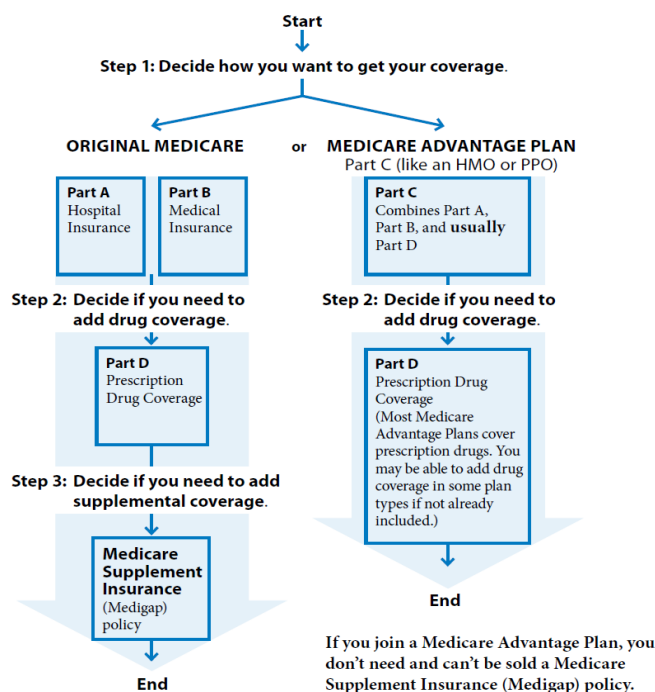 Start
Step 1: Decide how you want to get your coverage.
ORIGINAL MEDICARE
or
MEDICARE ADVANTAGE PLAN
Part C (like an HMO or PPO)
Part A
Hospital
Insurance
Part B
Medical
Insurance
Part C
Combines Part A,
Part B, and usually
Part D
Step 2: Decide if you need to
add drug coverage.
Part D
Prescription
Drug Coverage
Step 3: Decide if you need to add
supplemental coverage.
Medicare
Supplement
Insurance
(Medigap)
policy
End
Step 2: Decide if you need to
add drug coverage.
Part D
Prescription Drug
Coverage
(Most Medicare
Advantage Plans cover
prescription drugs. You
may be able to add drug
coverage in some plan
types if not already
included.)
End
If you join a Medicare Advantage Plan, you
don't need and can't be sold a Medicare
Supplement Insurance (Medigap) policy.